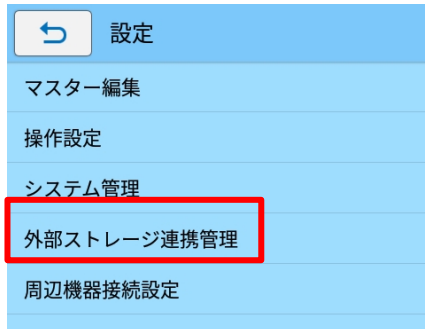 設定
マスター編集
操作設定
システム管理
外部ストレージ連携管理
周辺機器接続設定